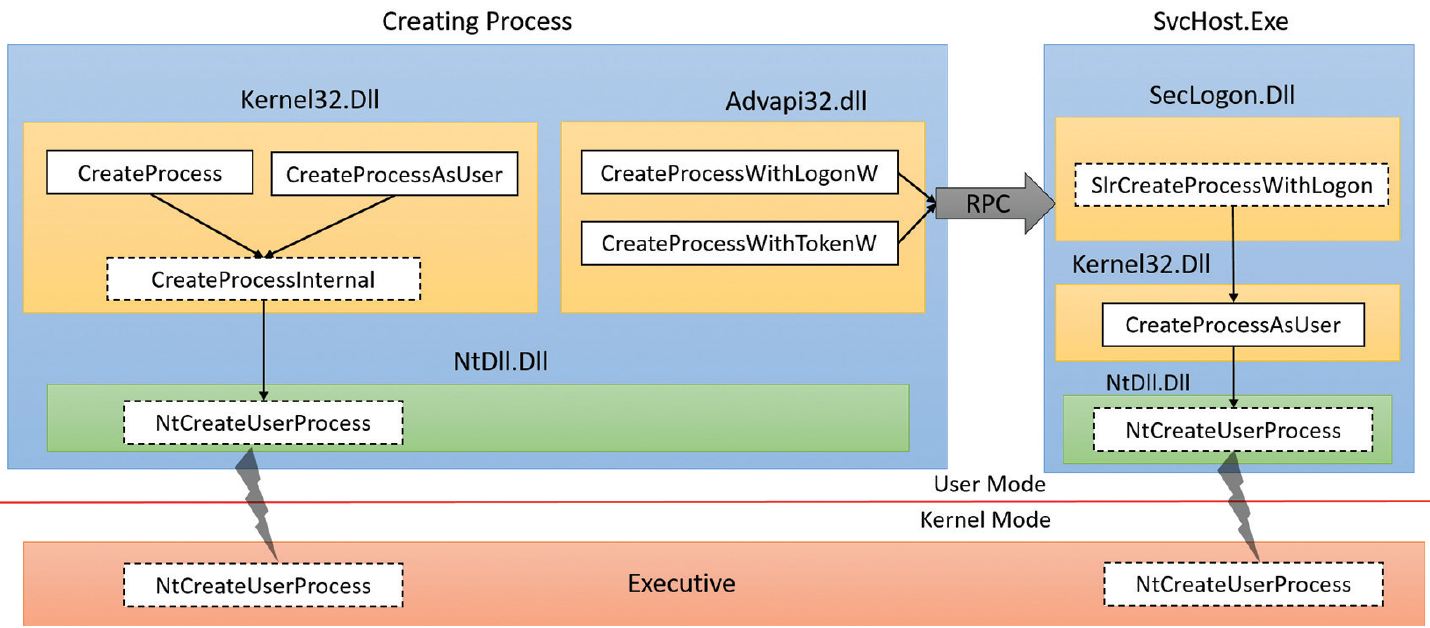 Creating Process
SvcHost.Exe
Kernel32.Dll
Advapi32.dll
SecLogon.Dll
CreateProcess
CreateProcessAsUser
CreateProcessWithLogonW
SlrCreateProcessWithLogon
RPC
CreateProcessWithTokenW
CreateProcessInternal
Kernel32.Dll
CreateProcessAsUser
NtDll.Dll
NtDll.Dll
NtCreateUserProcess
NtCreateUserProcess
User Mode
Kernel Mode
NtCreateUserProcess
Executive
NtCreateUserProcess